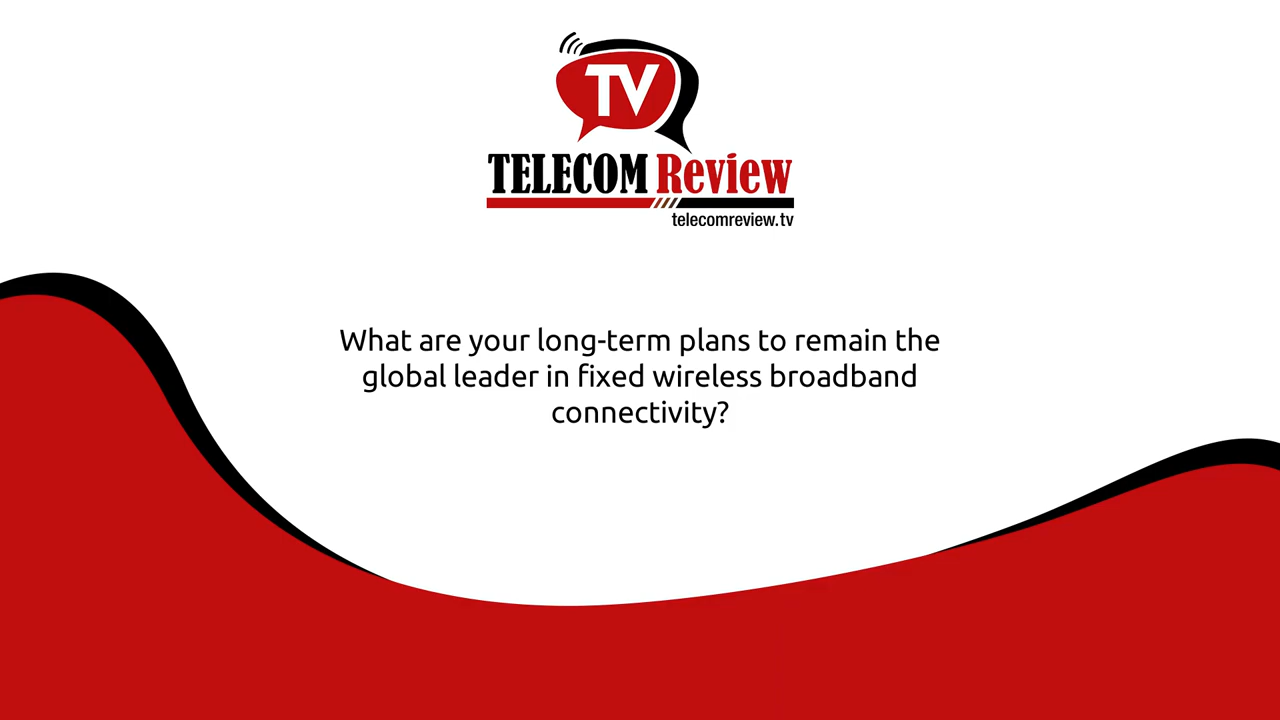 TV
TELECOM Review
telecomreview.tv
What are your long-term plans to remain the
global leader in fixed wireless broadband
connectivity?